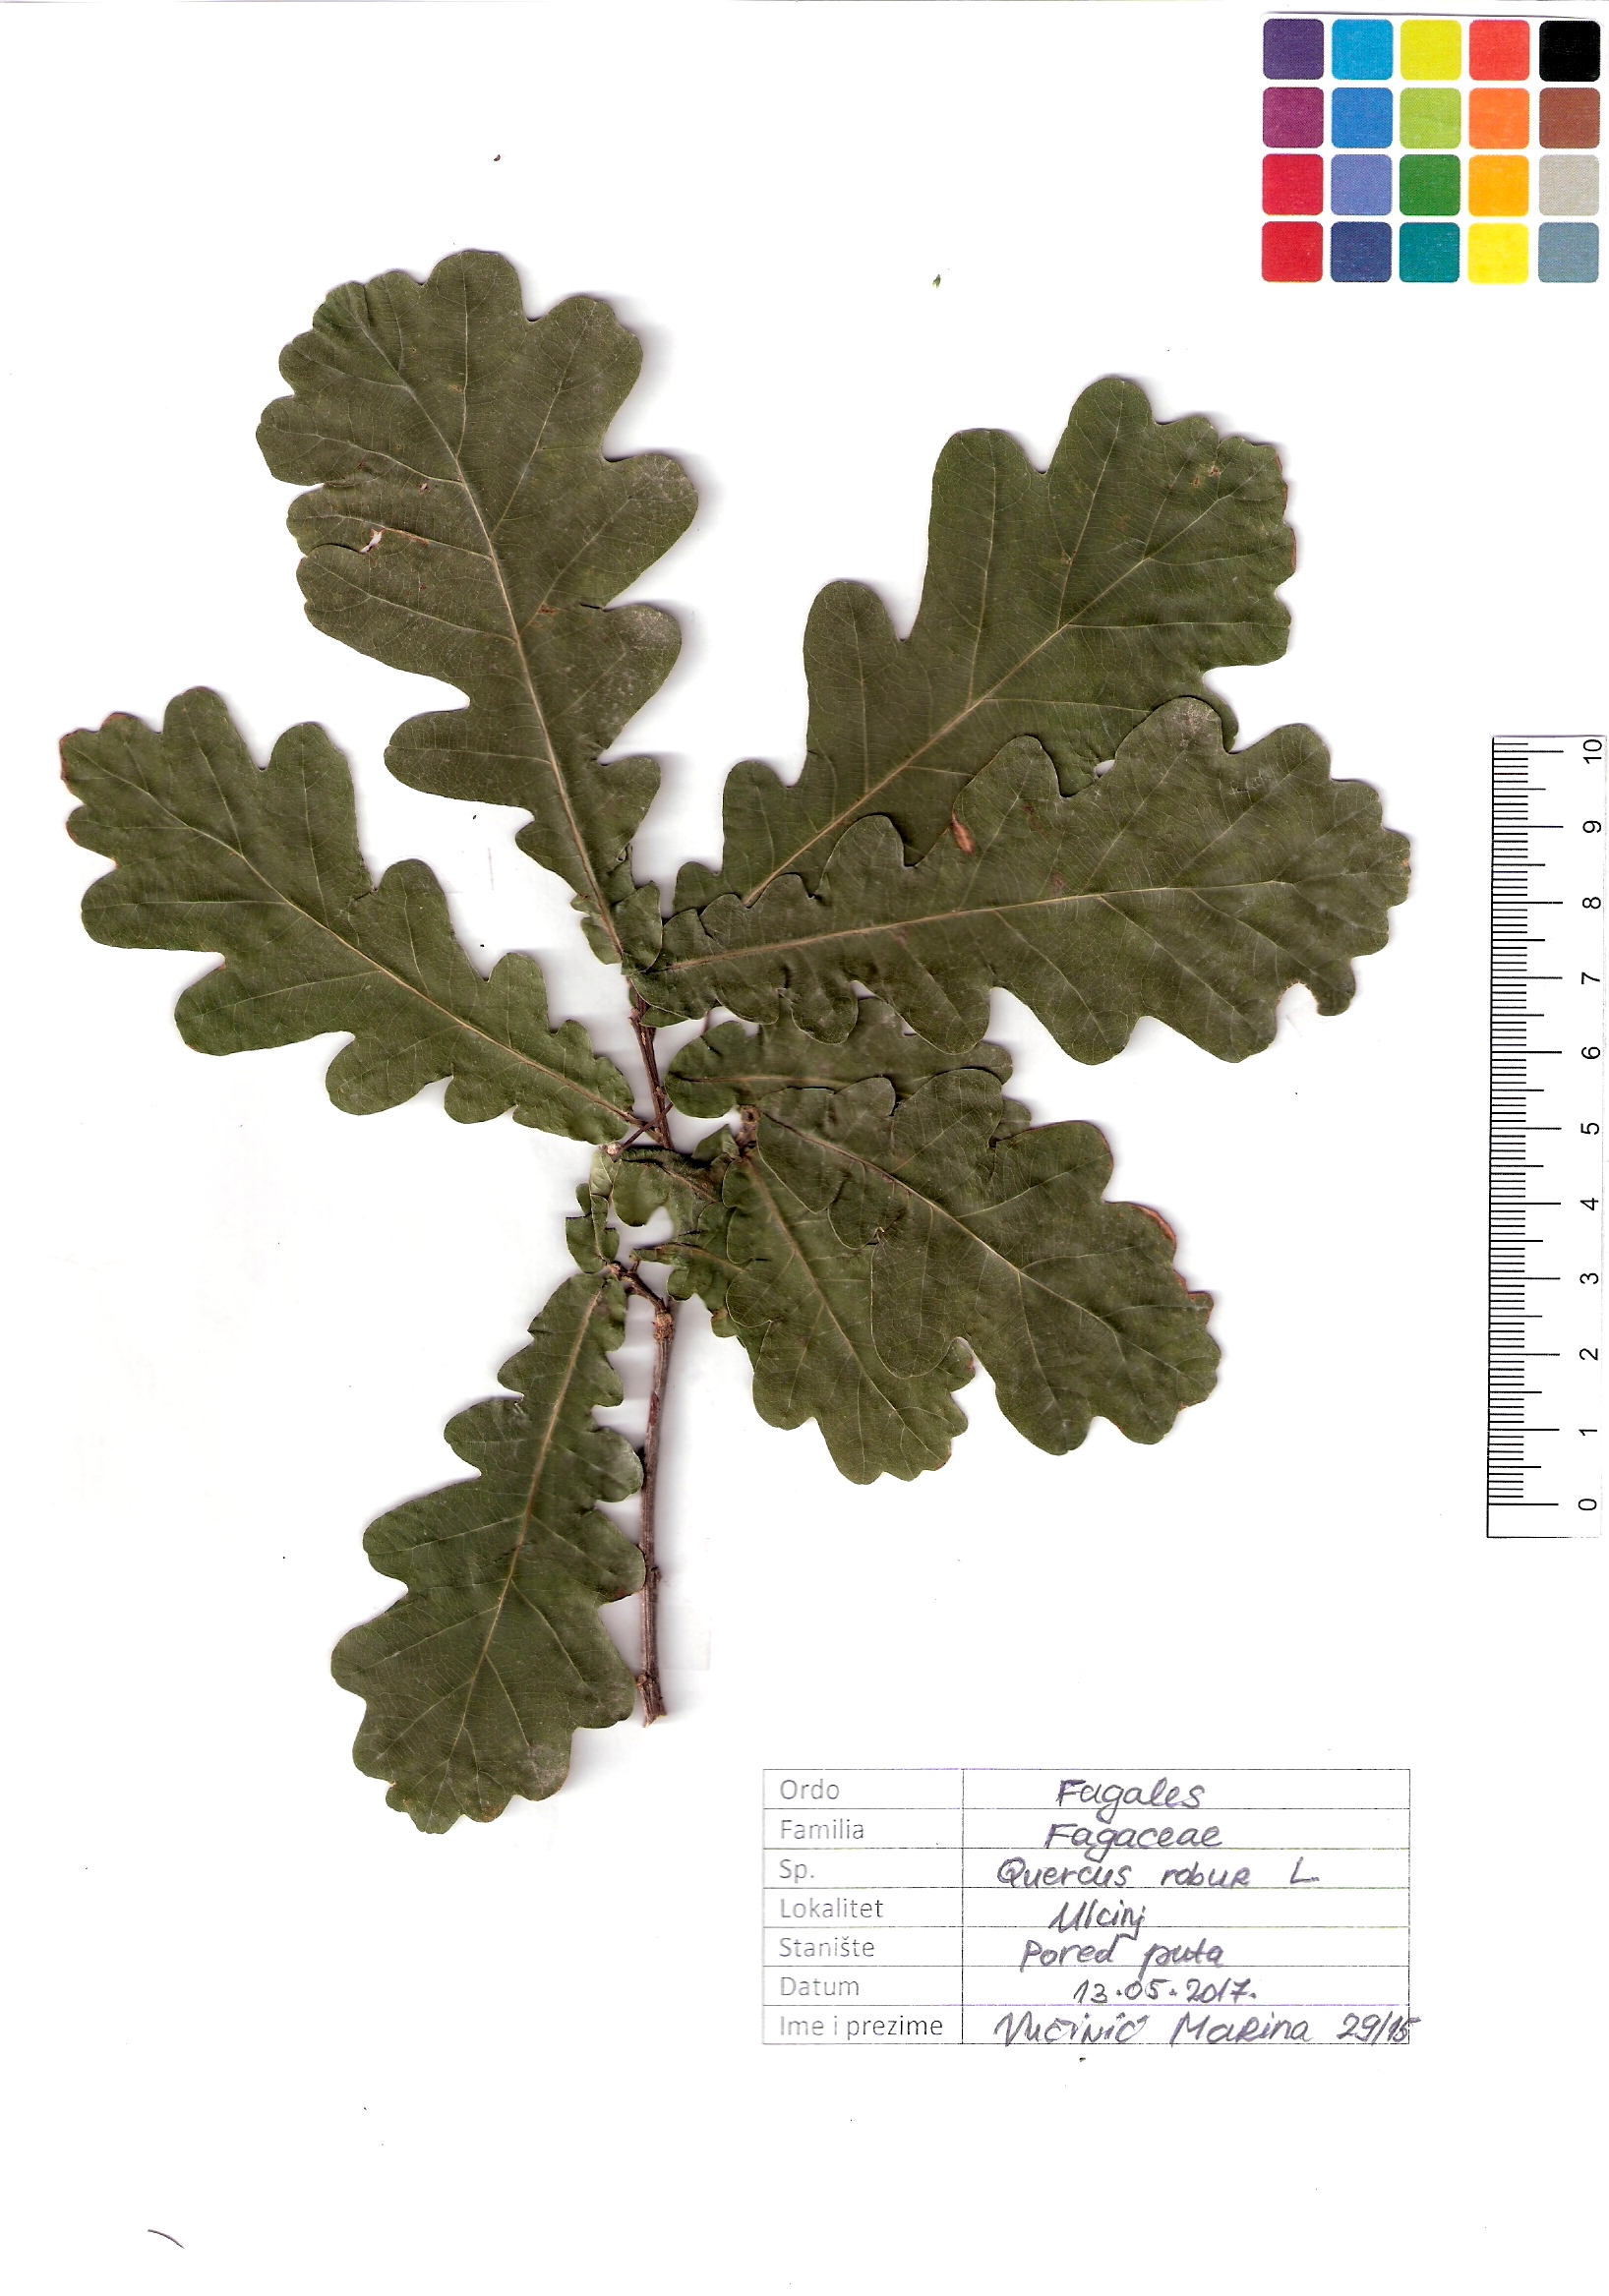 10
9
8
7
6
5
4
3
2
1
0
Ordo Fagales
Familia Fagaceae
Sp. Quercus robur L.
Lokalitet Ulcinj
Stanište Pored puta
Datum 13.05.2017.
Ime i prezime Vučinić Marina 29/15